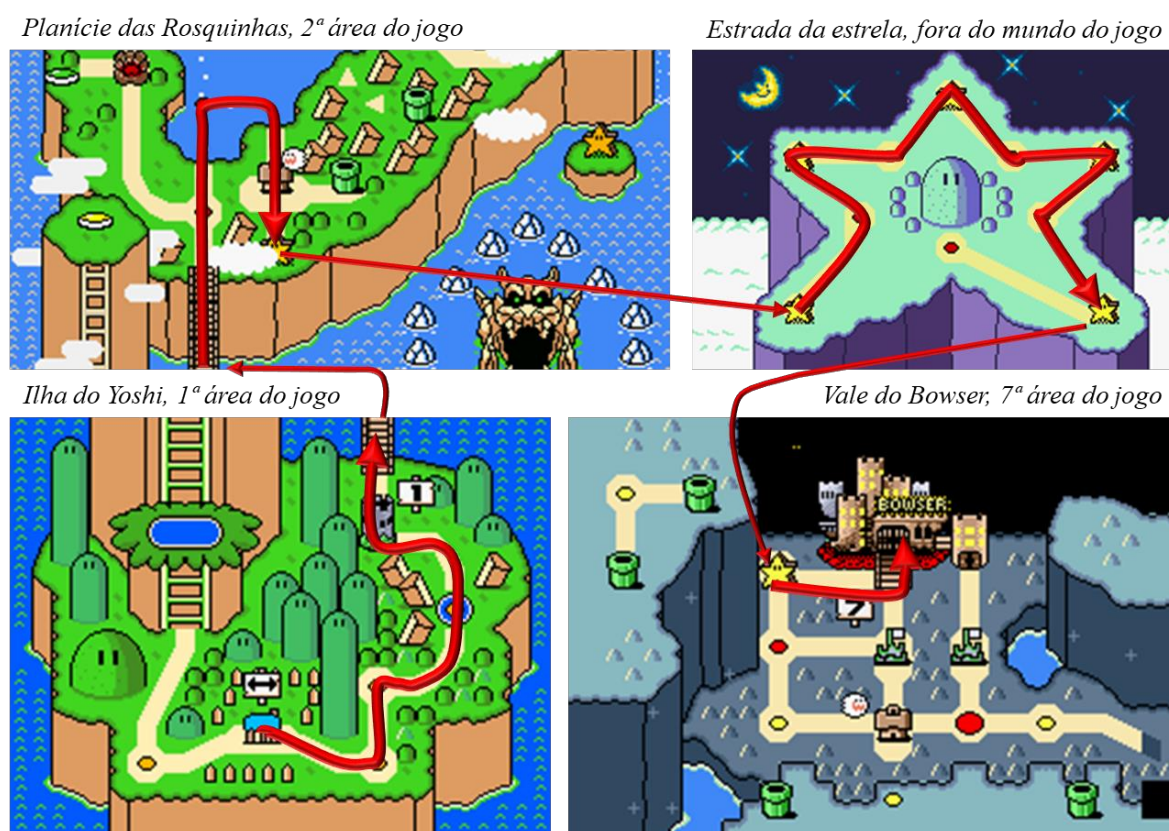 Planície das Rosquinhas, 2ª área do jogo
Estrada da estrela, fora do mundo do jogo
Ilha do Yoshi, 1ª área do jogo
Vale do Bowser, 7ª área do jogo
1
BOWSER
7